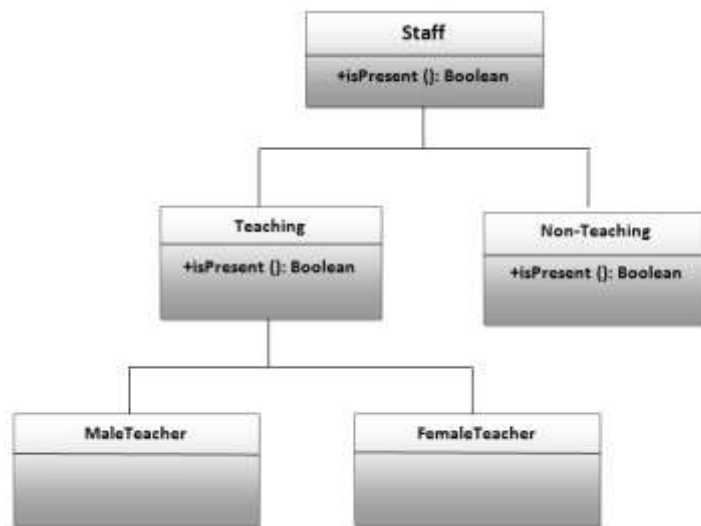 Staff
+isPresent (): Boolean
Teaching
+isPresent (): Boolean
Non-Teaching
+isPresent (): Boolean
MaleTeacher
FemaleTeacher